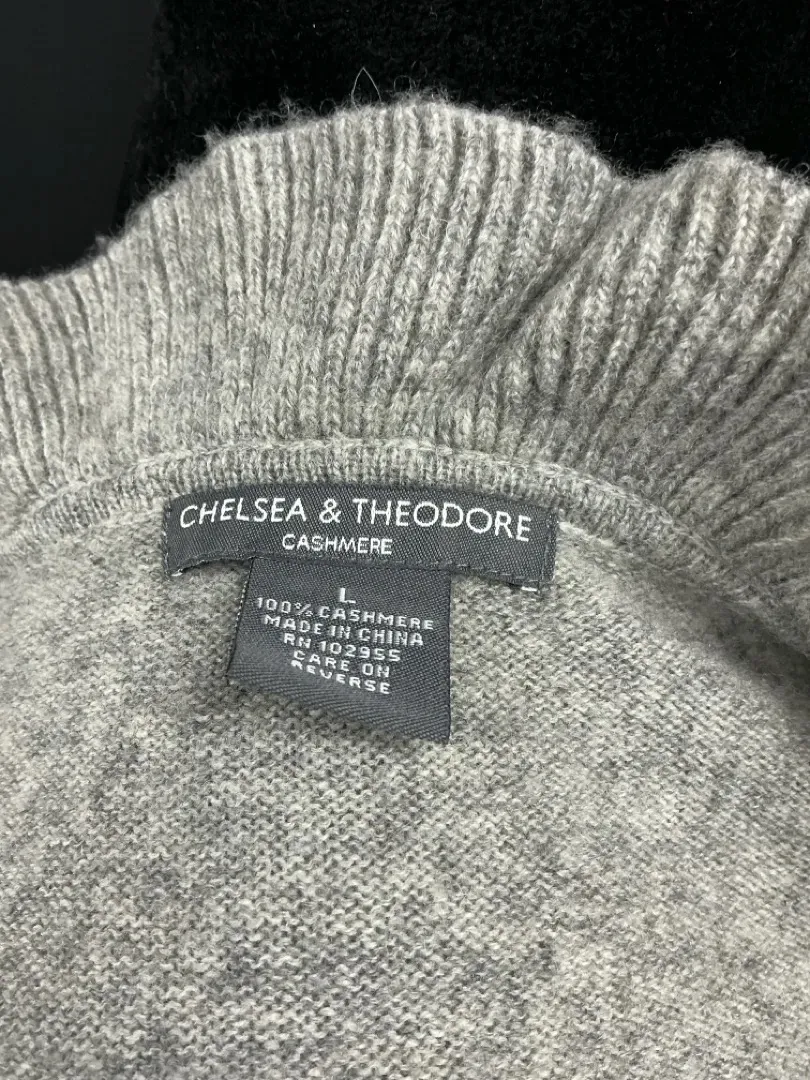 CHELSEA & THEODORE
CASHMERE
L
100% CASHMERE
MADE IN CHINA
RN 102955
CARE ON
REVERSE